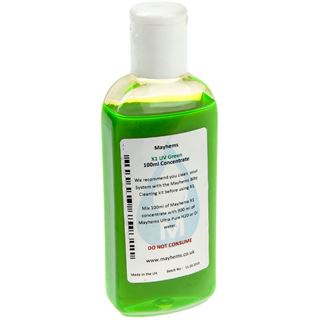 Mayhems
X1 UV Green
100ml Concentrate
We recommend you clean your
System with the Mayhems Blitz
Cleaning kit before using X1
Mix 100ml of Mayhems X1
concentrate with 900 ml of
Mayhems Ultra Pure H20 or Di
water.
M
DO NOT CONSUME
www.mayhems.co.uk
Made in the UK
Batch No :